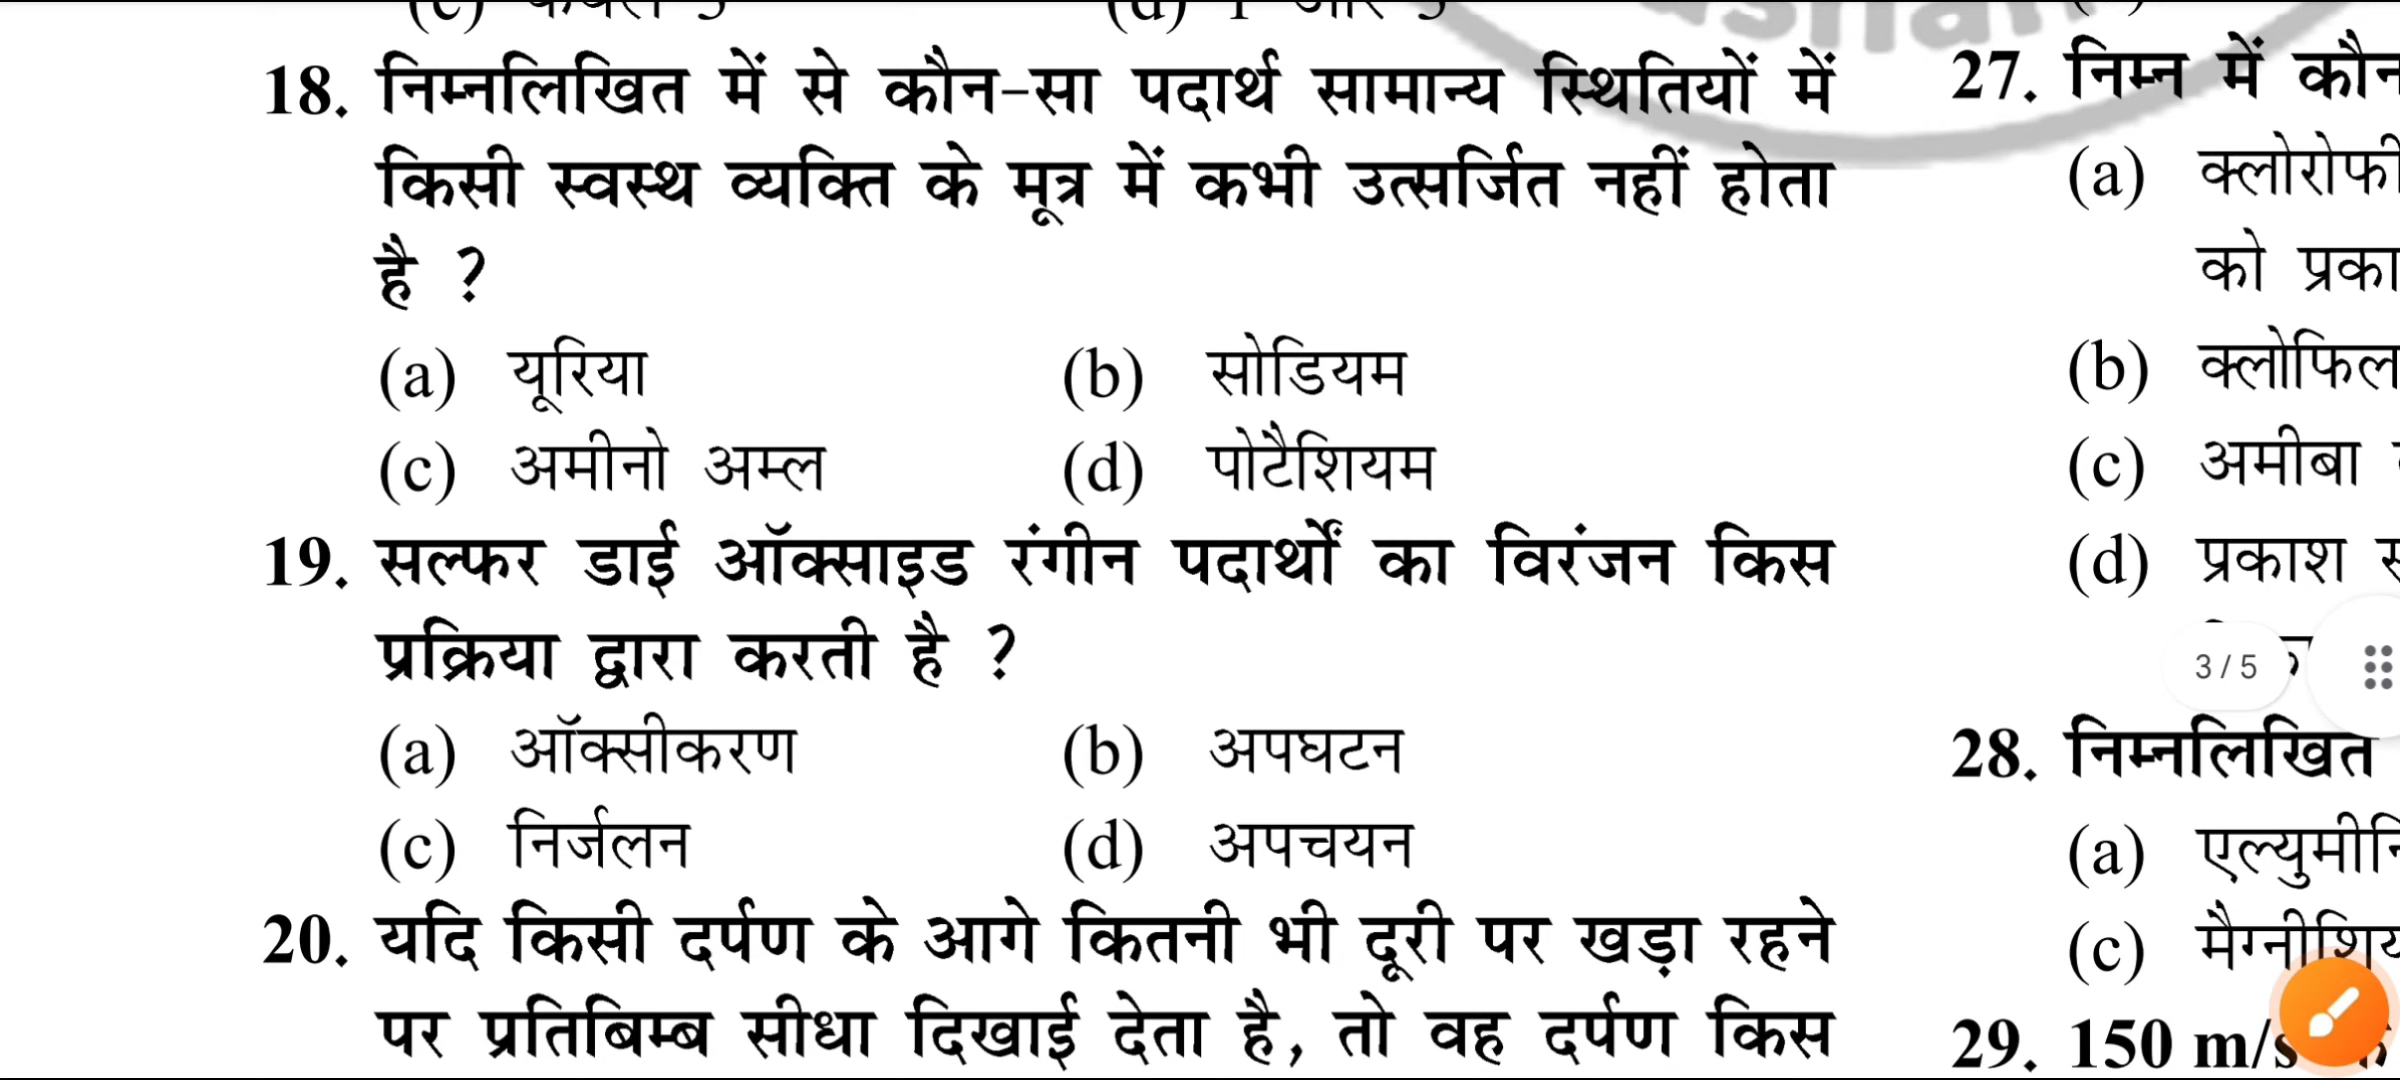 18. निम्नलिखित में से कौन-सा पदार्थ सामान्य स्थितियों में
किसी स्वस्थ व्यक्ति के मूत्र में कभी उत्सर्जित नहीं होता
है ?
(a) यूरिया (b) सोडियम
(c) अमीनो अम्ल (d) पोटैशियम
19. सल्फर डाई ऑक्साइड रंगीन पदार्थों का विरंजन किस
प्रक्रिया द्वारा करती है ?
(a) ऑक्सीकरण (b) अपघटन
(c) निर्जलन (d) अपचयन
20. यदि किसी दर्पण के आगे कितनी भी दूरी पर खड़ा रहने
पर प्रतिबिम्ब सीधा दिखाई देता है, तो वह दर्पण किस
27. निम्न में कौन
(a)
को
(b)
(c) अमीबा
(d) प्रकाश
3 / 5
28. निम्नलिखित
(a)
(c)
29. 150 m/s